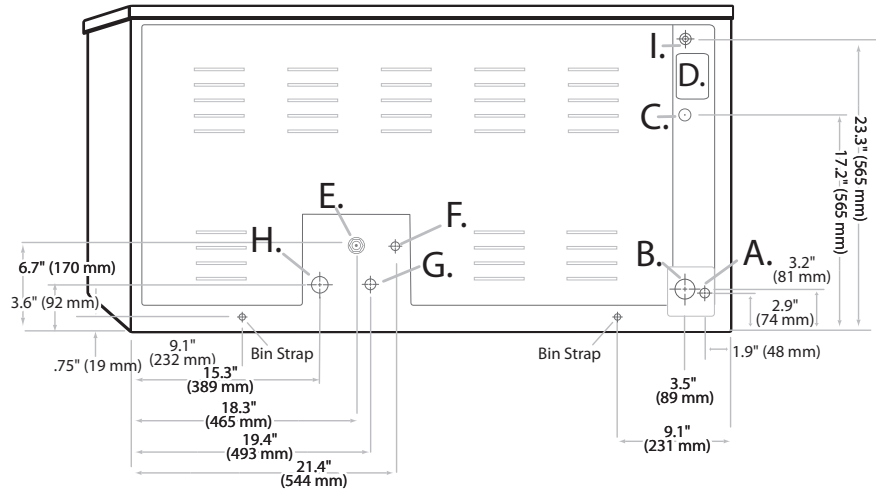 I.
D.
C.
23.3" (565 mm)
17.2" (565 mm)
E.
F.
H.
G.
B.
A.
6.7" (170 mm)
3.6" (92 mm)
3.2"
(81 mm)
2.9"
(74 mm)
.75" (19 mm)
9.1"
(232 mm)
Bin Strap
Bin Strap
1.9" (48 mm)
15.3"
(389 mm)
3.5"
(89 mm)
18.3"
(465 mm)
19.4"
(493 mm)
9.1"
(231 mm)
21.4"
(544 mm)